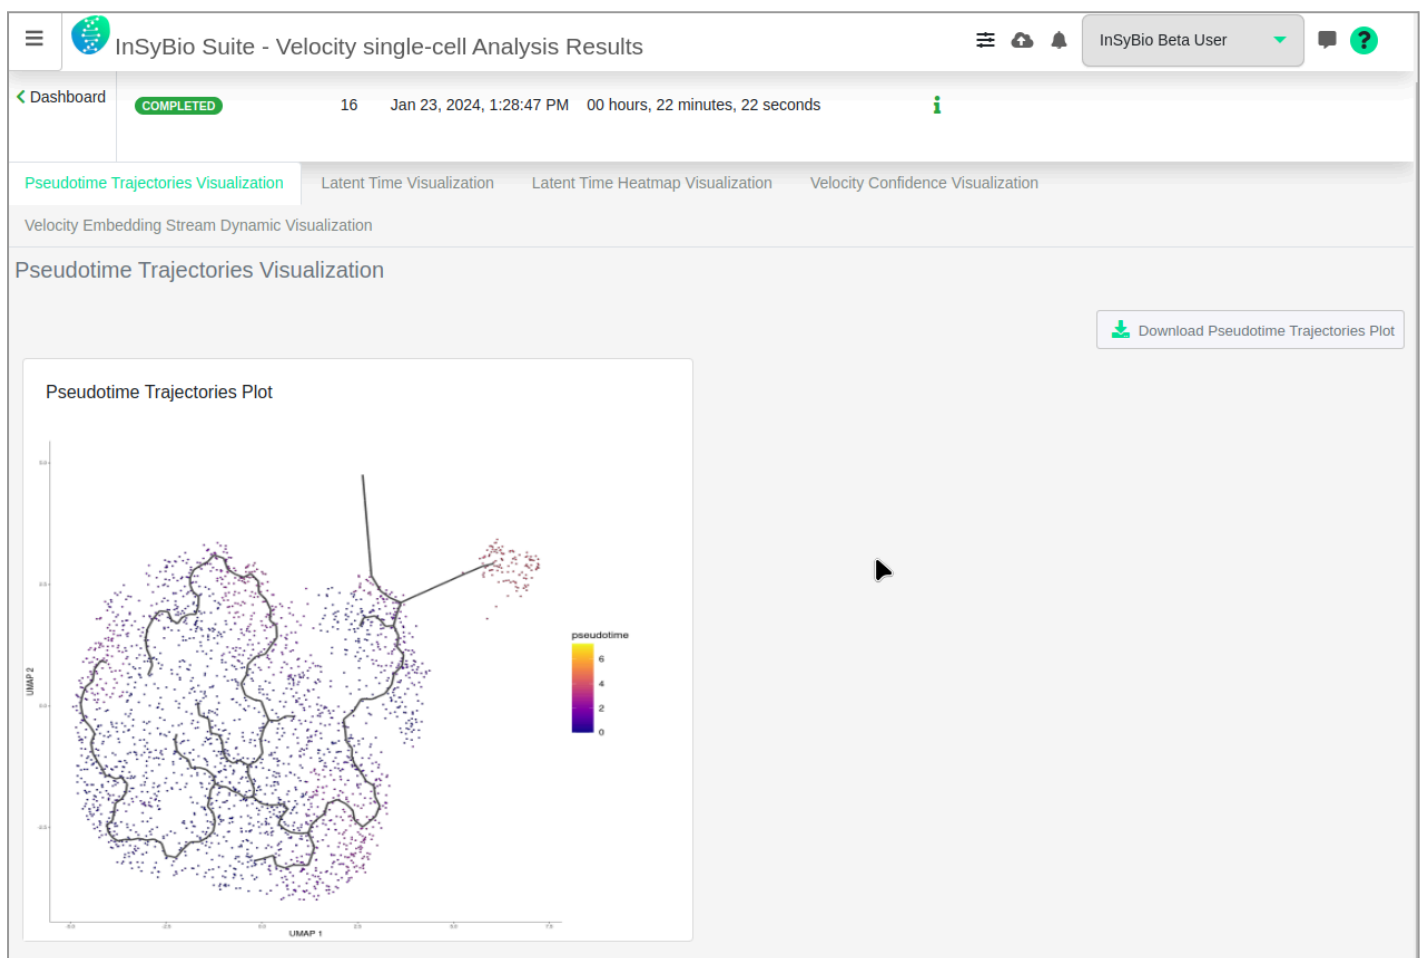 InSyBio Suite - Velocity single-cell Analysis Results
InSyBio Beta User
?
Dashboard
COMPLETED 16 Jan 23, 2024, 1:28:47 PM 00 hours, 22 minutes, 22 seconds
Pseudotime Trajectories Visualization Latent Time Visualization Latent Time Heatmap Visualization Velocity Confidence Visualization
Velocity Embedding Stream Dynamic Visualization
Pseudotime Trajectories Visualization
Download Pseudotime Trajectories Plot
Pseudotime Trajectories Plot
pseudotime
6
4
2
0
UMAP 2
UMAP 1